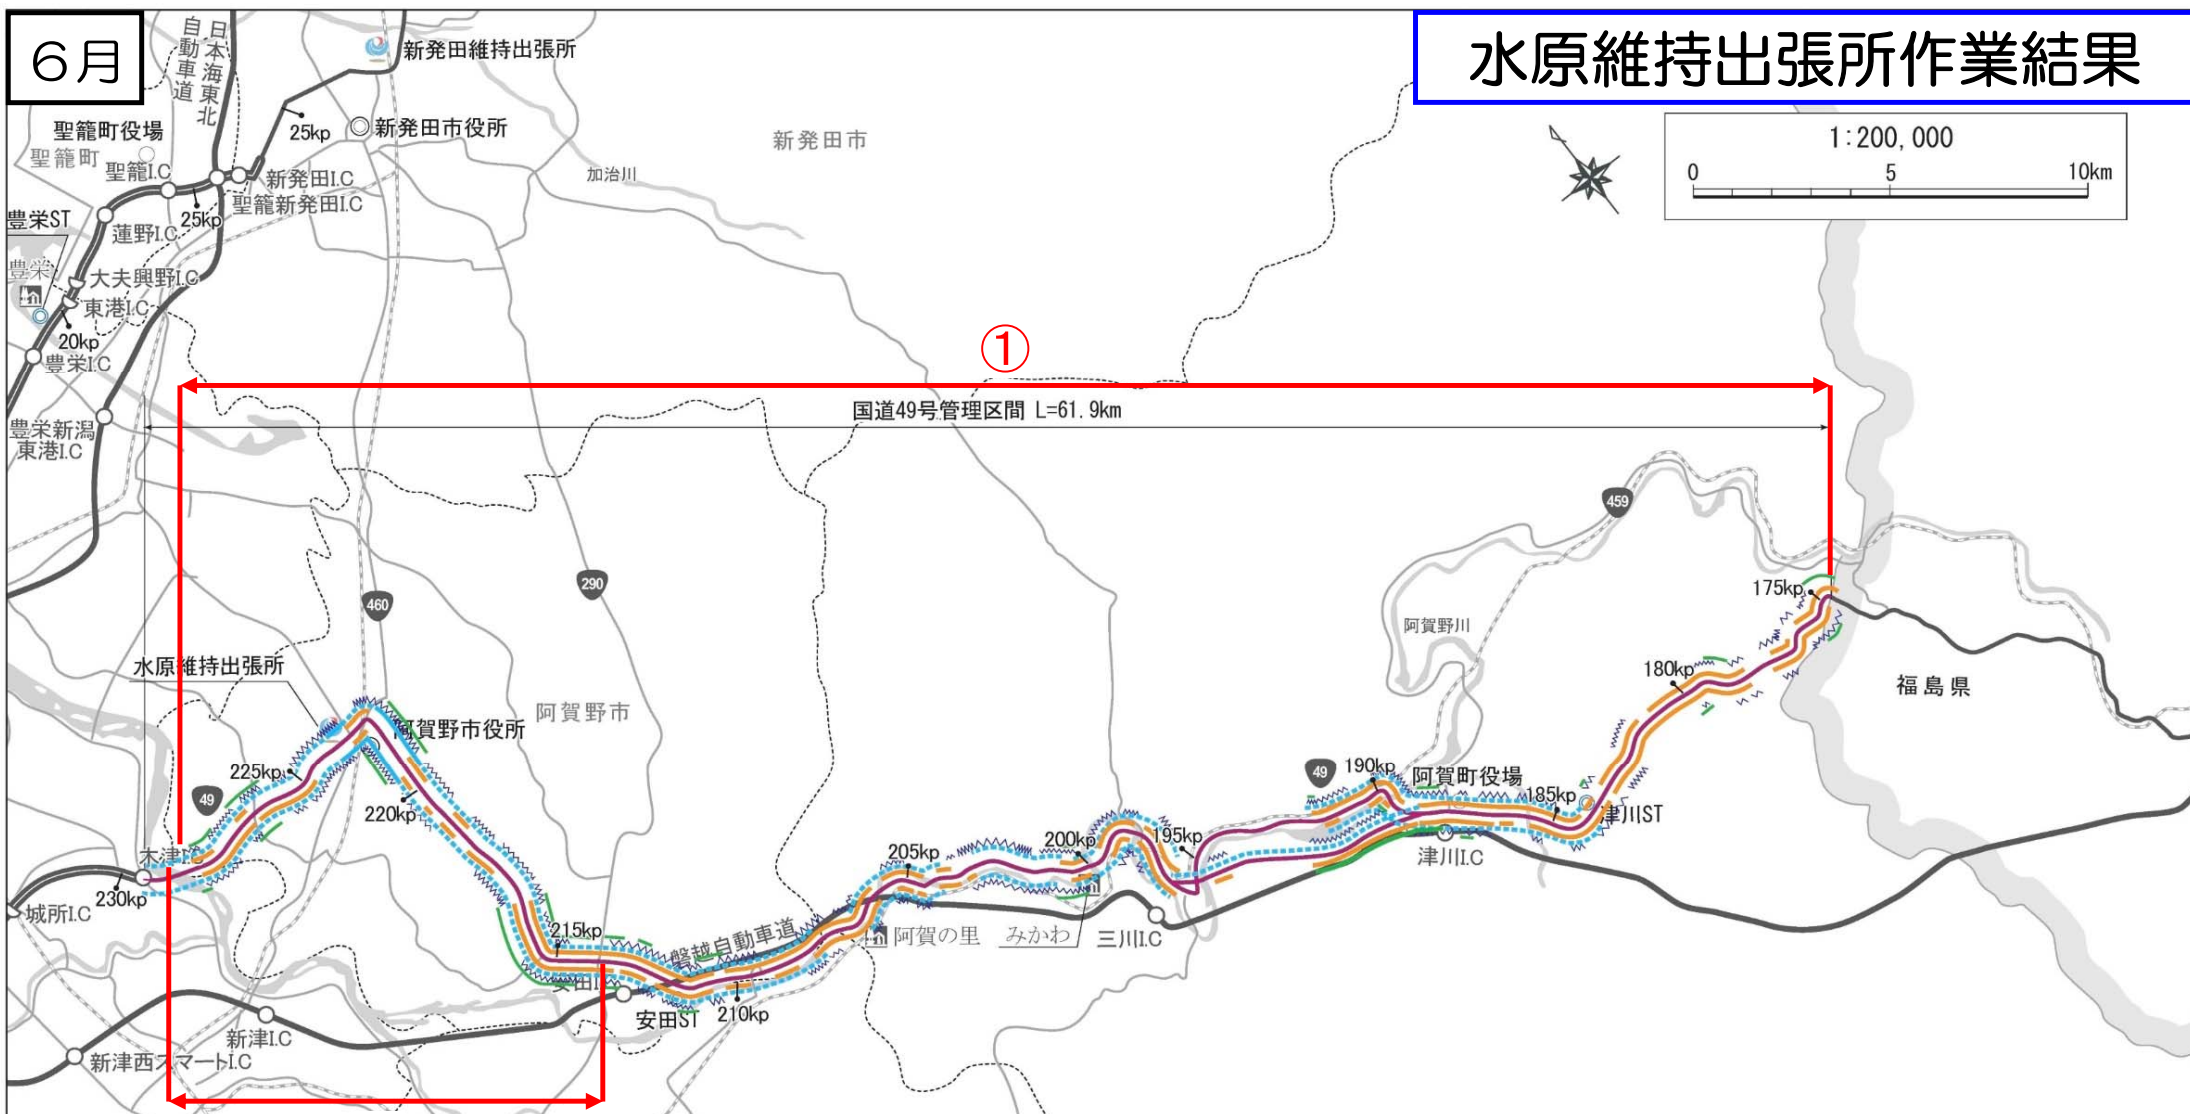 6月
水原維持出張所作業結果
日本海東北
自動車道
新発田維持出張所
1:200,000
0 5 10km
聖籠町役場
聖籠町
聖籠I.C
25kp
新発田市役所
新発田市
加治川
新発田I.C
聖籠新発田I.C
25kp
豊栄ST
蓮野I.C
豊栄
大夫興野I.C
東港I.C
20kp
豊栄I.C
①
国道49号管理区間 L=61.9km
豊栄新潟
東港I.C
459
290
460
175kp
阿賀野川
水原維持出張所
180kp
福島県
阿賀野市
阿賀野市役所
225kp
49
220kp
49
190kp
阿賀町役場
185kp
津川ST
木津I.C
205kp
200kp
195kp
津川I.C
230kp
城所I.C
215kp
磐越自動車道
阿賀の里
みかわ
三川I.C
安田I.C
安田ST
210kp
新津I.C
新津西スマートI.C